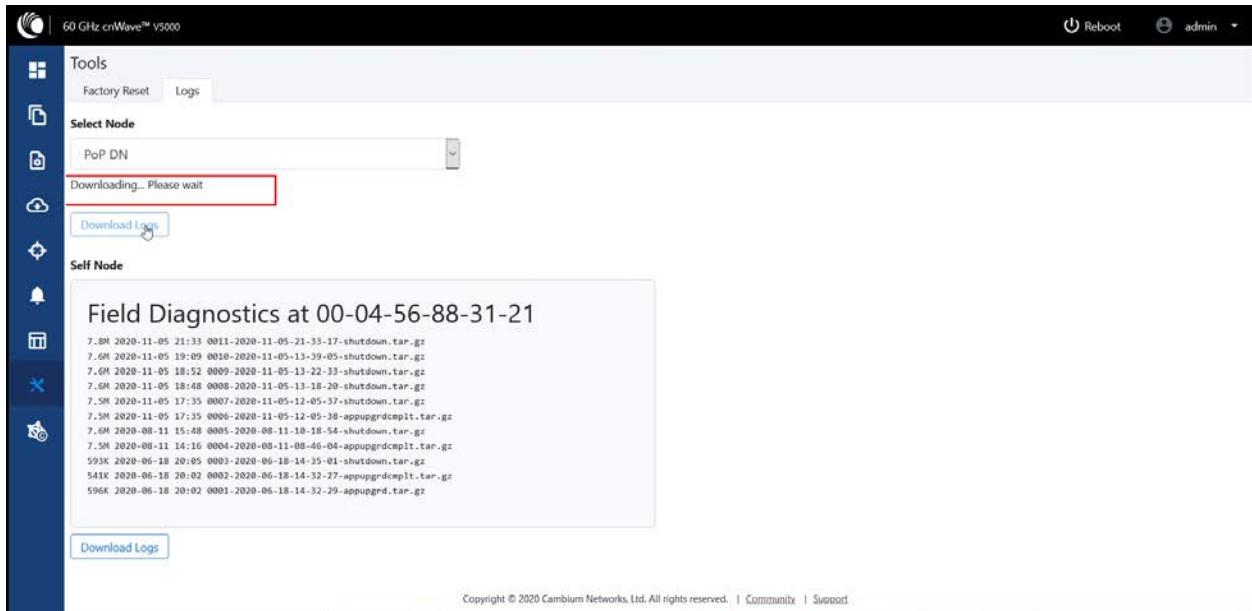 60 GHz cnWave™ V5000
Reboot
admin
Tools
Factory Reset Logs
Select Node
PoP DN
Downloading... Please wait
Download Logs
Self Node
Field Diagnostics at 00-04-56-88-31-21
7.8M 2020-11-05 21:33 0011-2020-11-05-21-33-17-shutdown.tar.gz
7.6M 2020-11-05 19:09 0010-2020-11-05-13-39-05-shutdown.tar.gz
7.6M 2020-11-05 18:52 0009-2020-11-05-13-22-33-shutdown.tar.gz
7.6M 2020-11-05 18:48 0008-2020-11-05-13-18-20-shutdown.tar.gz
7.5M 2020-11-05 17:35 0007-2020-11-05-12-05-37-shutdown.tar.gz
7.5M 2020-11-05 17:35 0006-2020-11-05-12-05-38-appupgrdcmplt.tar.gz
7.6M 2020-08-11 15:48 0005-2020-08-11-10-18-54-shutdown.tar.gz
7.5M 2020-08-11 14:16 0004-2020-08-11-08-46-04-appupgrdcmplt.tar.gz
593K 2020-06-18 20:05 0003-2020-06-18-14-35-01-shutdown.tar.gz
541K 2020-06-18 20:02 0002-2020-06-18-14-32-27-appupgrdcmplt.tar.gz
596K 2020-06-18 20:02 0001-2020-06-18-14-32-29-appupgrd.tar.gz
Download Logs
Copyright © 2020 Cambium Networks, Ltd. All rights reserved. | Community | Support